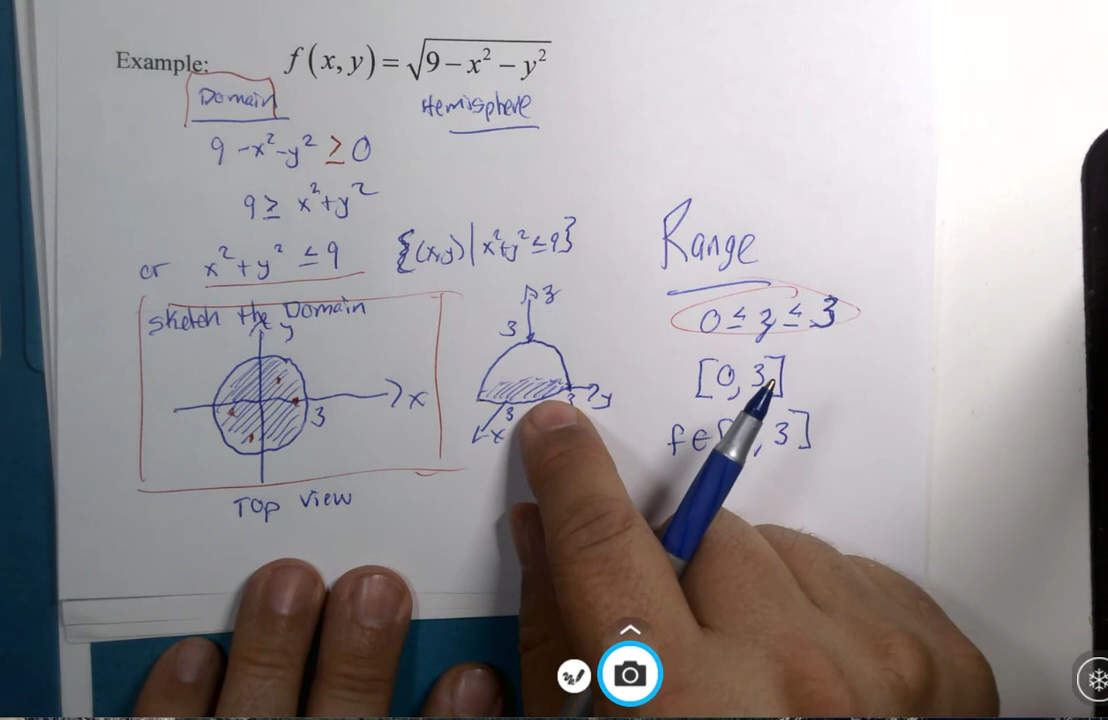 Example: f(x, y) = √(9 − x² − y²)
Domain
Hemisphere
9 - x² - y² ≥ 0
9 ≥ x² + y²
or x² + y² ≤ 9
{(x,y) | x² + y² ≤ 9}
Sketch the Domain
y
x
3
Top view
z
3
y
3
x
3
Range
0 ≤ z ≤ 3
[0, 3]
f ∈ [ , 3]